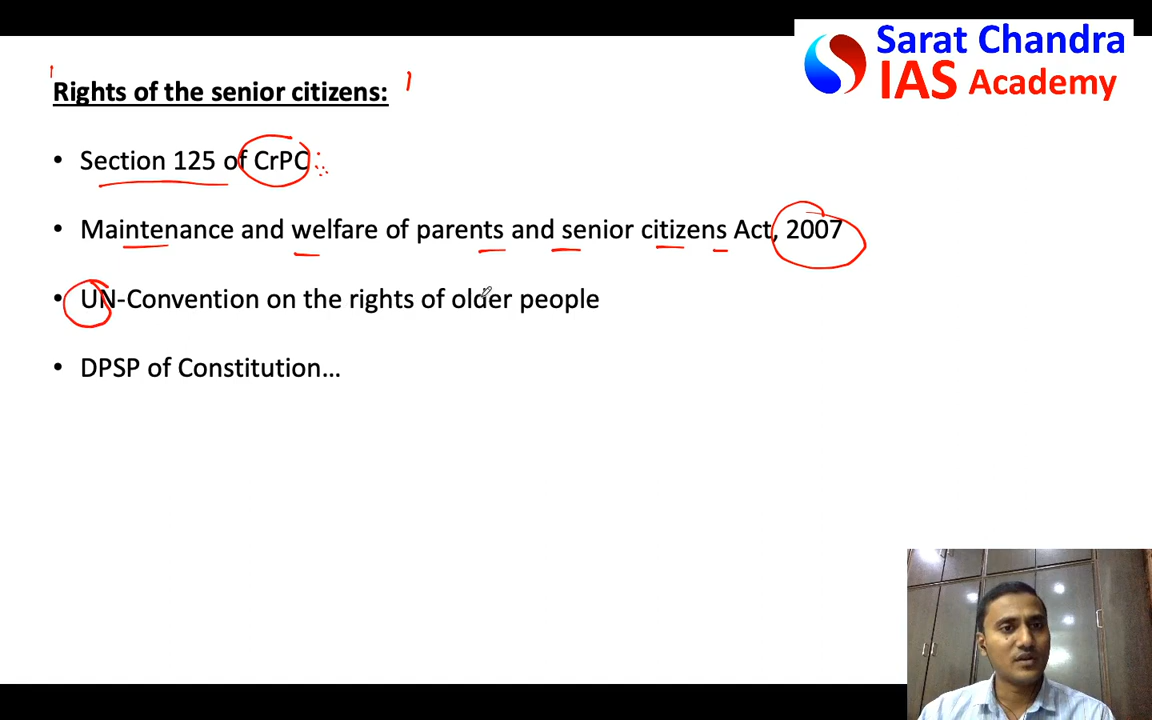 Sarat Chandra
IAS Academy
Rights of the senior citizens:
• Section 125 of CrPC
• Maintenance and welfare of parents and senior citizens Act, 2007
• UN-Convention on the rights of older people
• DPSP of Constitution...